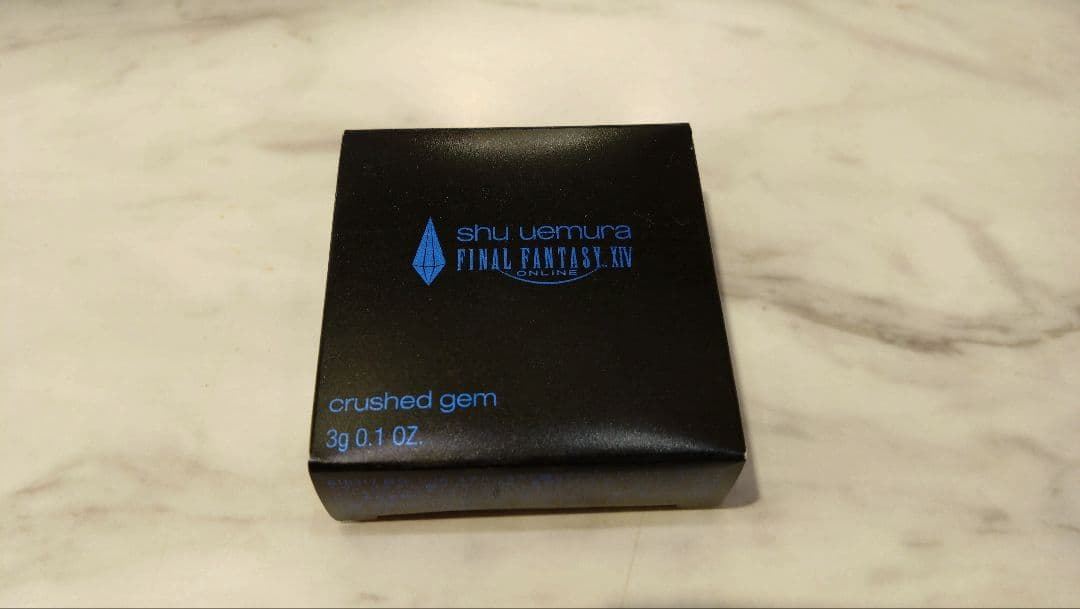 shu uemura
FINAL FANTASY XIV
ONLINE
crushed gem
3g 0.1 OZ.